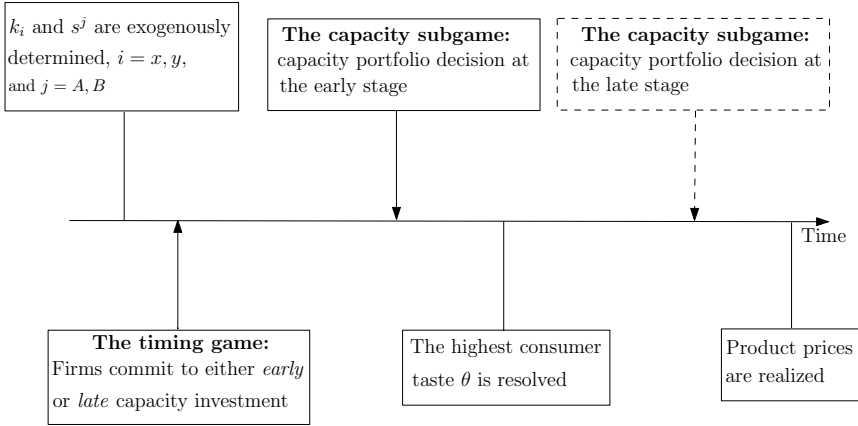 $k_i$ and $s^j$ are exogenously
determined, $i = x, y,$
and $j = A, B$
The capacity subgame:
capacity portfolio decision at
the early stage
The capacity subgame:
capacity portfolio decision at
the late stage
Time
The timing game:
Firms commit to either early
or late capacity investment
The highest consumer
taste θ is resolved
Product prices
are realized